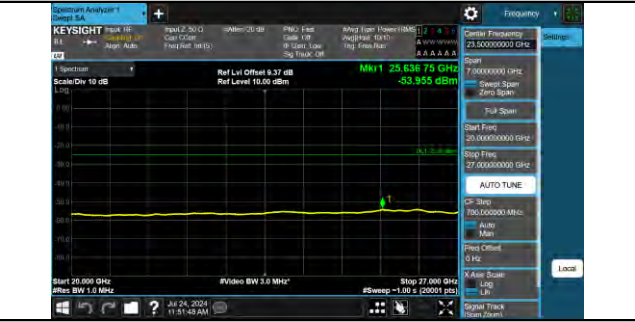 Spectrum Analyzer 1
Swept SA
+
Frequency
KEYSIGHT
Input: RF
Align: Auto
Input Z: 50 Ω
Corr CCorr
Freq Ref: Int (S)
#Atten: 20 dB
PNO: Fast
Gate: Off
IF Gain: Low
Sig Track: Off
#Avg Type: Power (RMS)
Avg|Hold: 10/10
Trig: Free Run
A A A A A A
1 Spectrum
Scale/Div 10 dB
Log
Ref Lvl Offset 9.37 dB
Ref Level 10.00 dBm
Mkr1 25.636 75 GHz
-53.955 dBm
1
Start 20.000 GHz
#Res BW 1.0 MHz
#Video BW 3.0 MHz*
Stop 27.000 GHz
#Sweep ~1.00 s (20001 pts)
Center Frequency
23.500000000 GHz
Settings
Span
7.00000000 GHz
Swept Span
Zero Span
Full Span
Start Freq
20.000000000 GHz
Stop Freq
27.000000000 GHz
AUTO TUNE
CF Step
700.000000 MHz
Auto
Man
Freq Offset
0 Hz
X Axis Scale
Log
Lin
Local
Signal Track
(Span Zoom)
?
Jul 24, 2024
11:51:48 AM